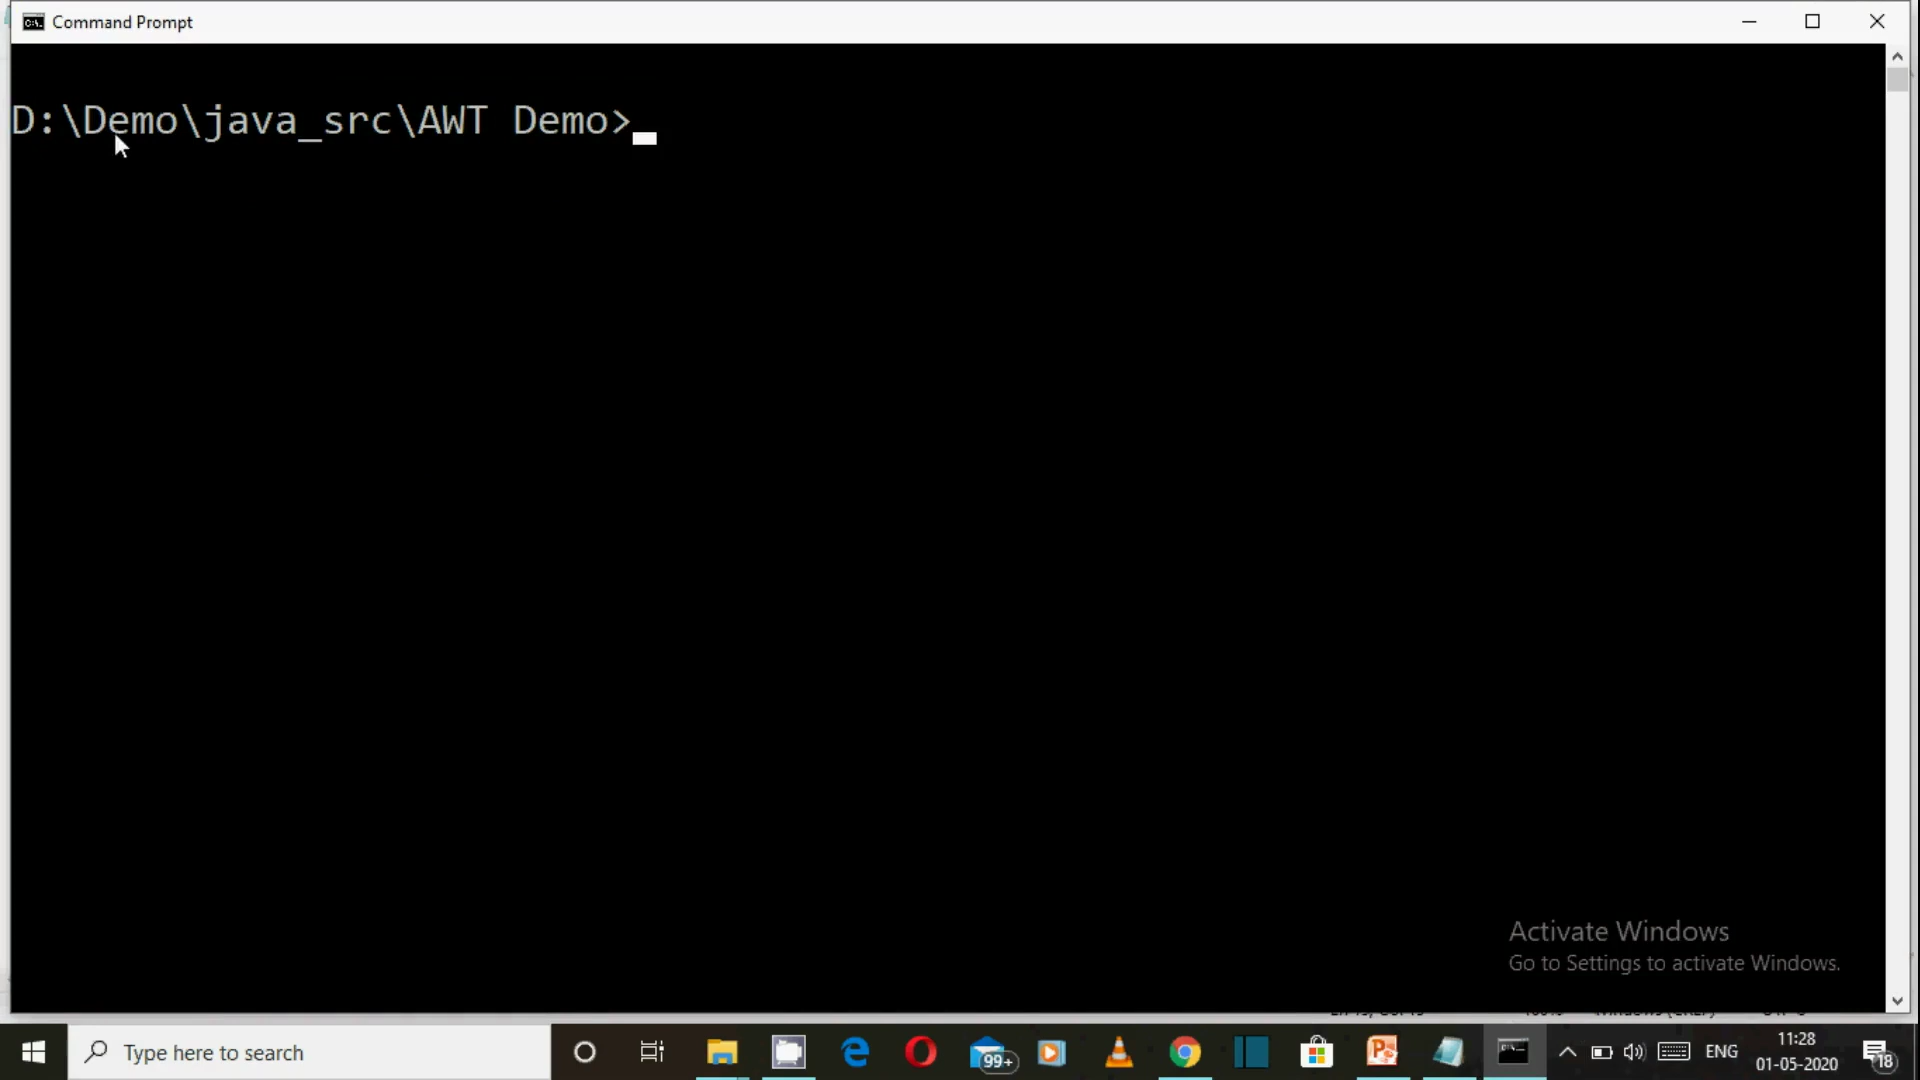 Command Prompt
D:\Demo\java_src\AWT Demo>
Activate Windows
Go to Settings to activate Windows.
Type here to search
99+
ENG
11:28
01-05-2020
18